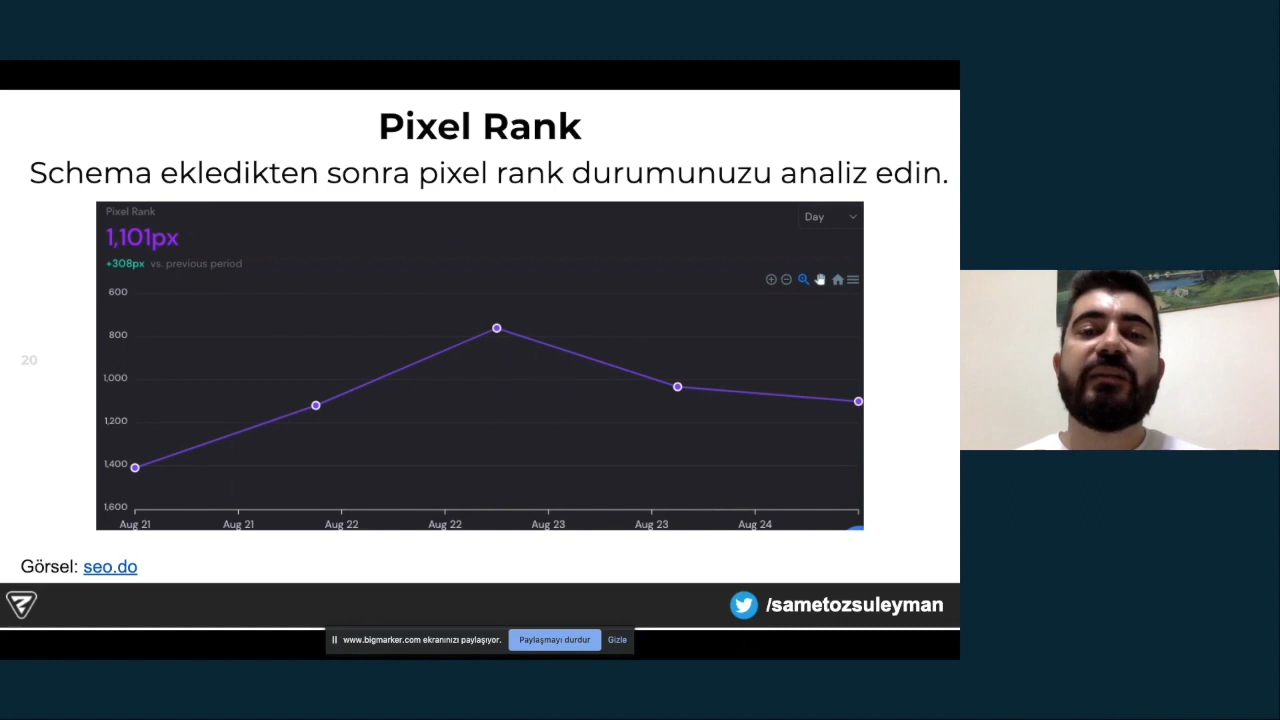 Pixel Rank
Schema ekledikten sonra pixel rank durumunuzu analiz edin.
Pixel Rank
Day
1,101px
+308px vs. previous period
600
800
1,000
1,200
1,400
1,600
Aug 21 Aug 21 Aug 22 Aug 22 Aug 23 Aug 23 Aug 24
20
Görsel: seo.do
/sametozsuleyman
www.bigmarker.com ekranınızı paylaşıyor. Paylaşmayı durdur Gizle